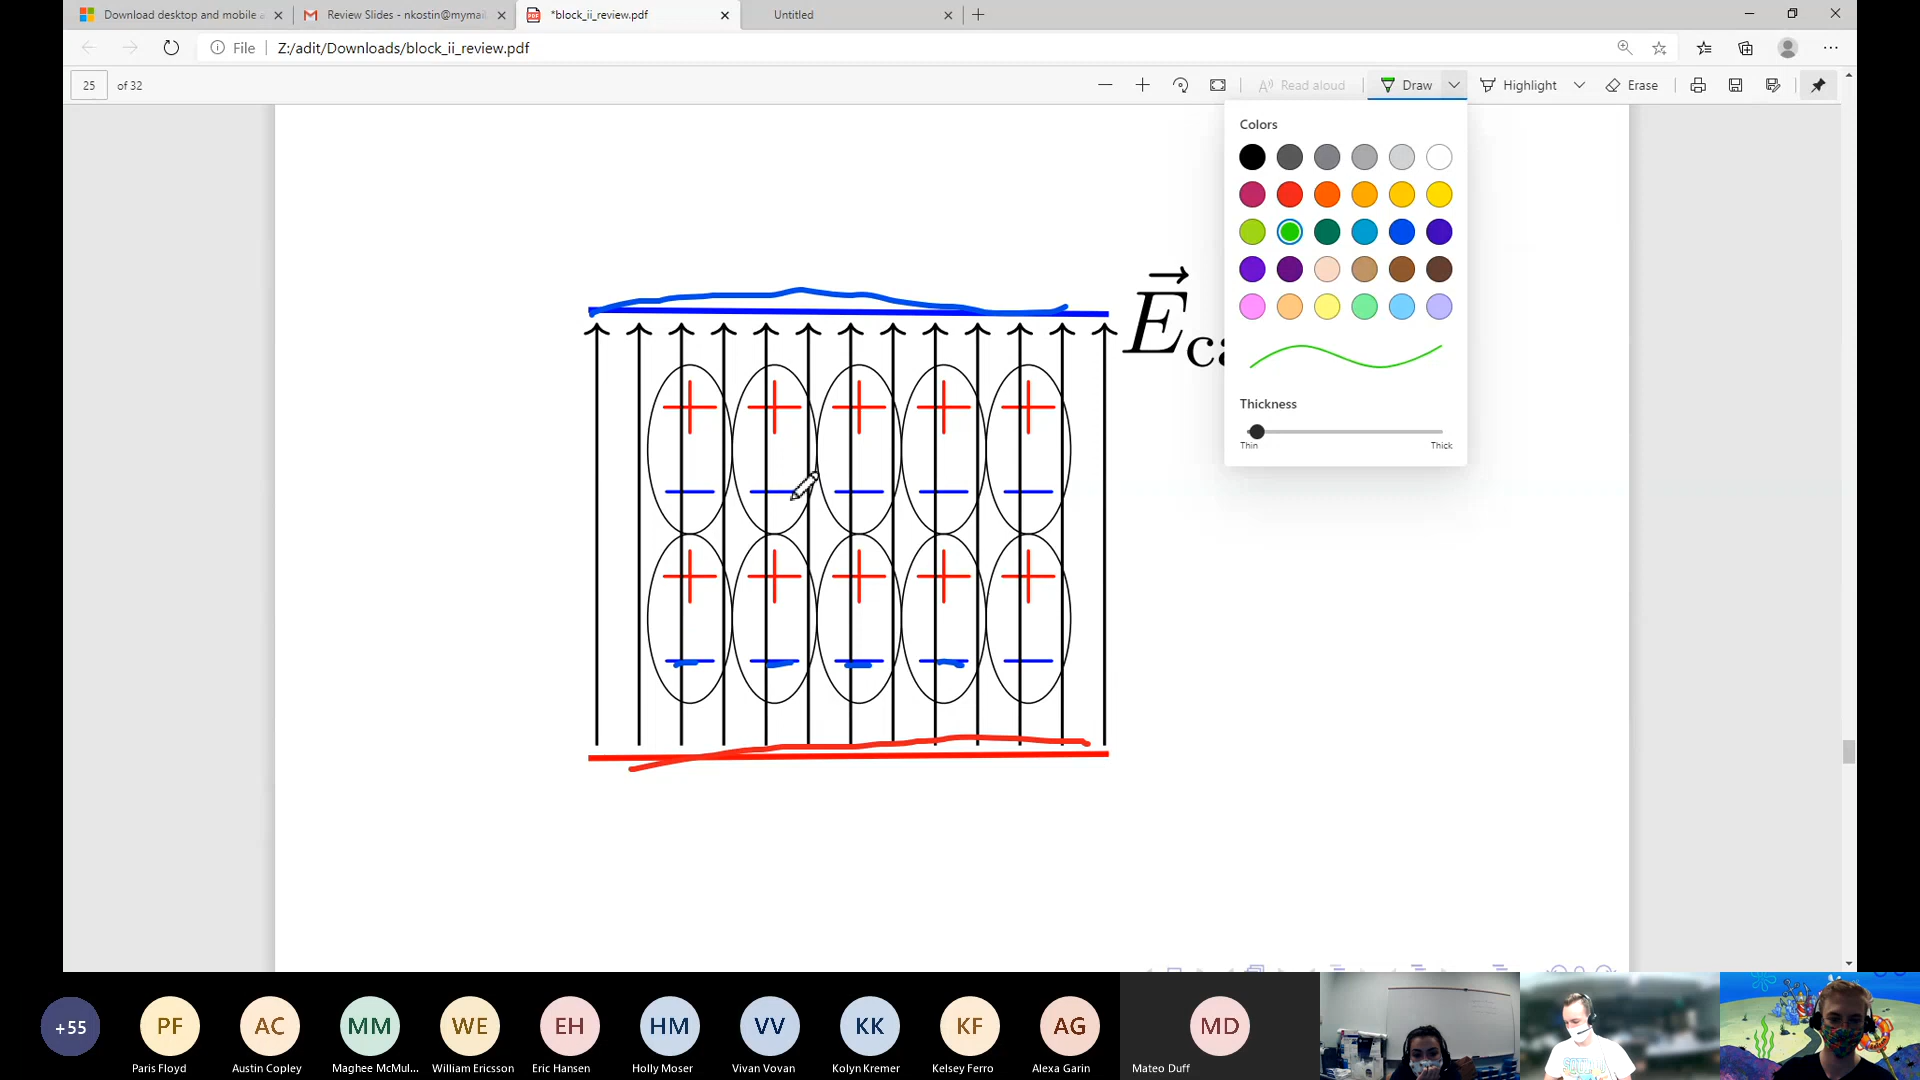 Download desktop and mobile a
Review Slides - nkostin@mymai
*block_ii_review.pdf
Untitled
File
Z:/adit/Downloads/block_ii_review.pdf
25
of 32
Read aloud
Draw
Highlight
Erase
Colors
Thickness
Thin
Thick
E
ca
+ + + + +
− − − − −
+ + + + +
− − − − −
+55
PF
AC
MM
WE
EH
HM
VV
KK
KF
AG
MD
Paris Floyd
Austin Copley
Maghee McMul...
William Ericsson
Eric Hansen
Holly Moser
Vivan Vovan
Kolyn Kremer
Kelsey Ferro
Alexa Garin
Mateo Duff